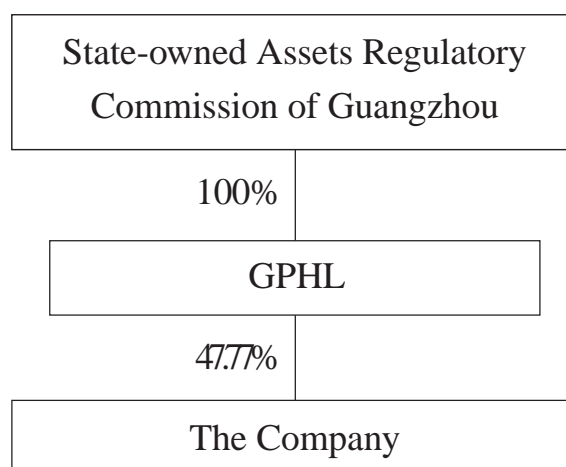 State-owned Assets Regulatory
Commission of Guangzhou
100%
GPHL
47.77%
The Company